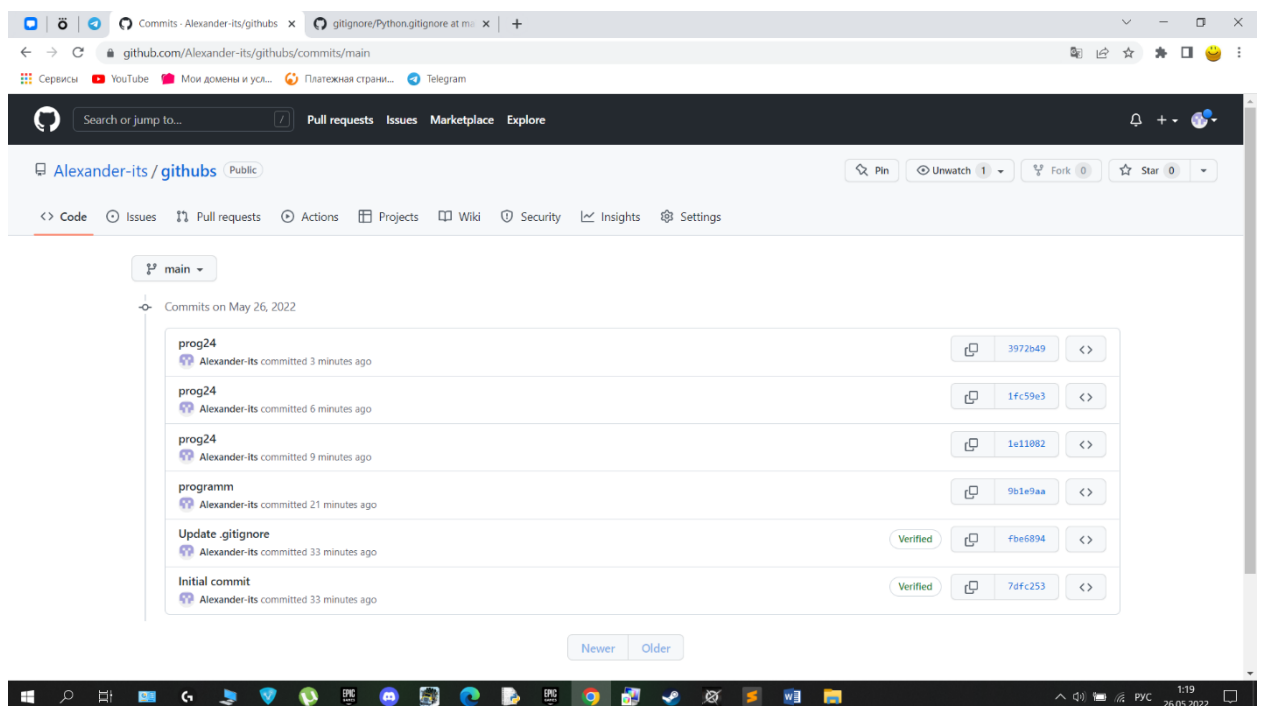 Commits · Alexander-its/githubs
gitignore/Python.gitignore at ma
github.com/Alexander-its/githubs/commits/main
Сервисы YouTube Мои домены и усл... Платежная страни... Telegram
Search or jump to... / Pull requests Issues Marketplace Explore
Alexander-its / githubs Public Pin Unwatch 1 Fork 0 Star 0
Code Issues Pull requests Actions Projects Wiki Security Insights Settings
main
Commits on May 26, 2022
prog24
Alexander-its committed 3 minutes ago
3972b49
prog24
Alexander-its committed 6 minutes ago
1fc59e3
prog24
Alexander-its committed 9 minutes ago
1e11082
programm
Alexander-its committed 21 minutes ago
9b1e9aa
Update .gitignore
Alexander-its committed 33 minutes ago
Verified fbe6894
Initial commit
Alexander-its committed 33 minutes ago
Verified 7dfc253
Newer Older
EPIC GAMES
EPIC GAMES
РУС
1:19
26.05.2022